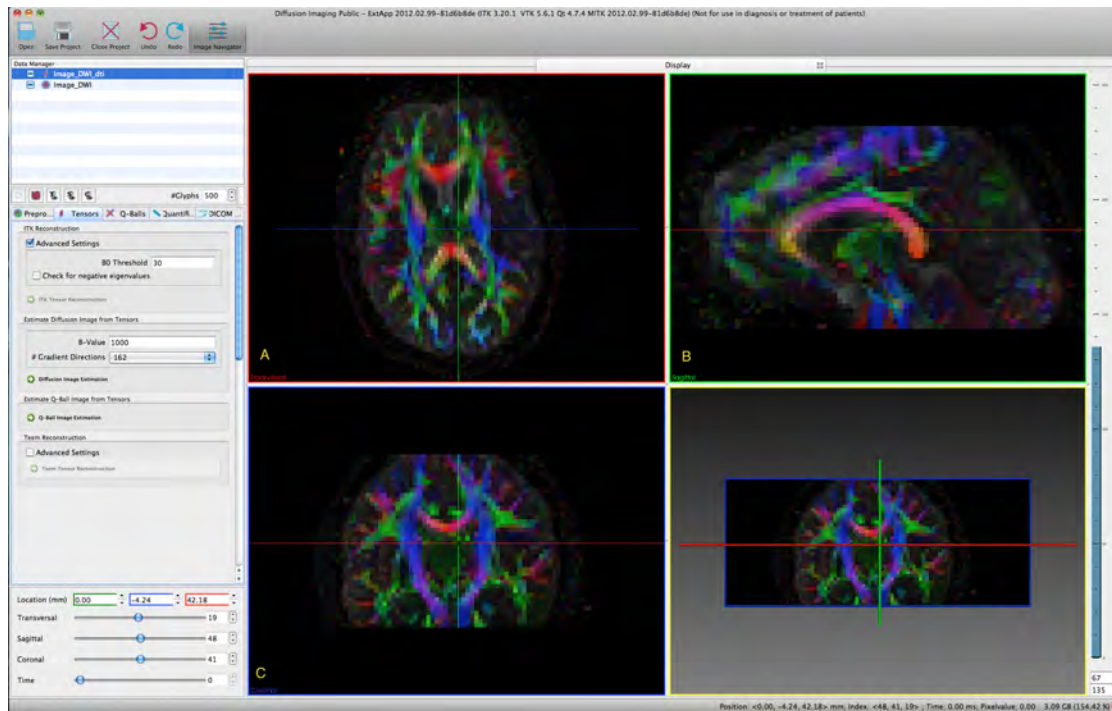 Diffusion Imaging Public - ExtApp 2012.02.99-81d6b8de (ITK 3.20.1 VTK 5.6.1 Qt 4.7.4 MITK 2012.02.99-81d6b8de) (Not for use in diagnosis or treatment of patients)
Open Save Project Close Project Undo Redo Image Navigator
Data Manager
Image_DWI_dti
Image_DWI
#Glyphs 500
Prepro... Tensors Q-Balls Quantifi... DICOM ...
ITK Reconstruction
Advanced Settings
B0 Threshold 30
Check for negative eigenvalues
ITK Tensor Reconstruction
Estimate Diffusion Image from Tensors
B-Value 1000
# Gradient Directions 162
Diffusion Image Estimation
Estimate Q-Ball Image from Tensors
Q-Ball Image Estimation
Teem Reconstruction
Advanced Settings
Teem Tensor Reconstruction
Location (mm) 0.00 -4.24 42.18
Transversal 19
Sagittal 48
Coronal 41
Time 0
Display
A
Transversal
B
Sagittal
C
Coronal
67
135
Position: <0.00, -4.24, 42.18> mm; Index: <48, 41, 19> ; Time: 0.00 ms; Pixelvalue: 0.00 3.09 GB (154.42 %)